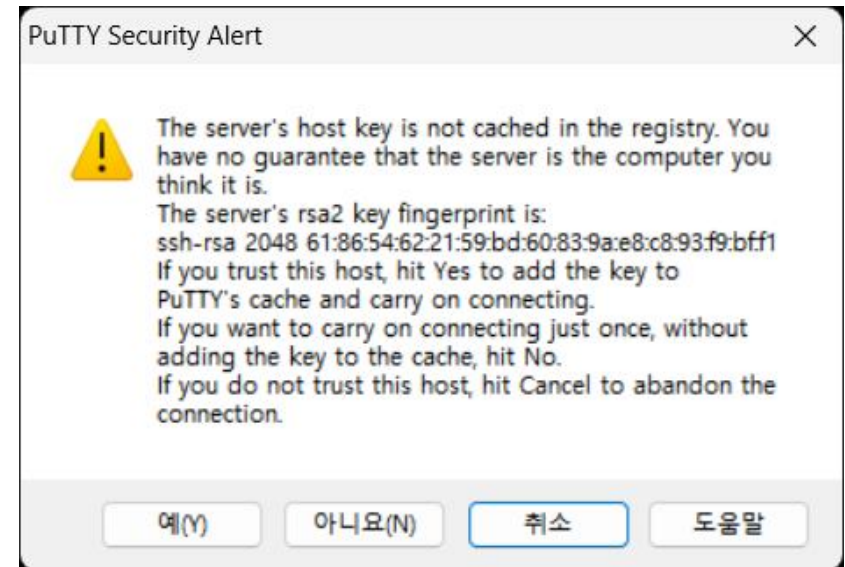 PuTTY Security Alert
The server's host key is not cached in the registry. You
have no guarantee that the server is the computer you
think it is.
The server's rsa2 key fingerprint is:
ssh-rsa 2048 61:86:54:62:21:59:bd:60:83:9a:e8:c8:93:f9:bf:f1
If you trust this host, hit Yes to add the key to
PuTTY's cache and carry on connecting.
If you want to carry on connecting just once, without
adding the key to the cache, hit No.
If you do not trust this host, hit Cancel to abandon the
connection.
예(Y) 아니요(N) 취소 도움말